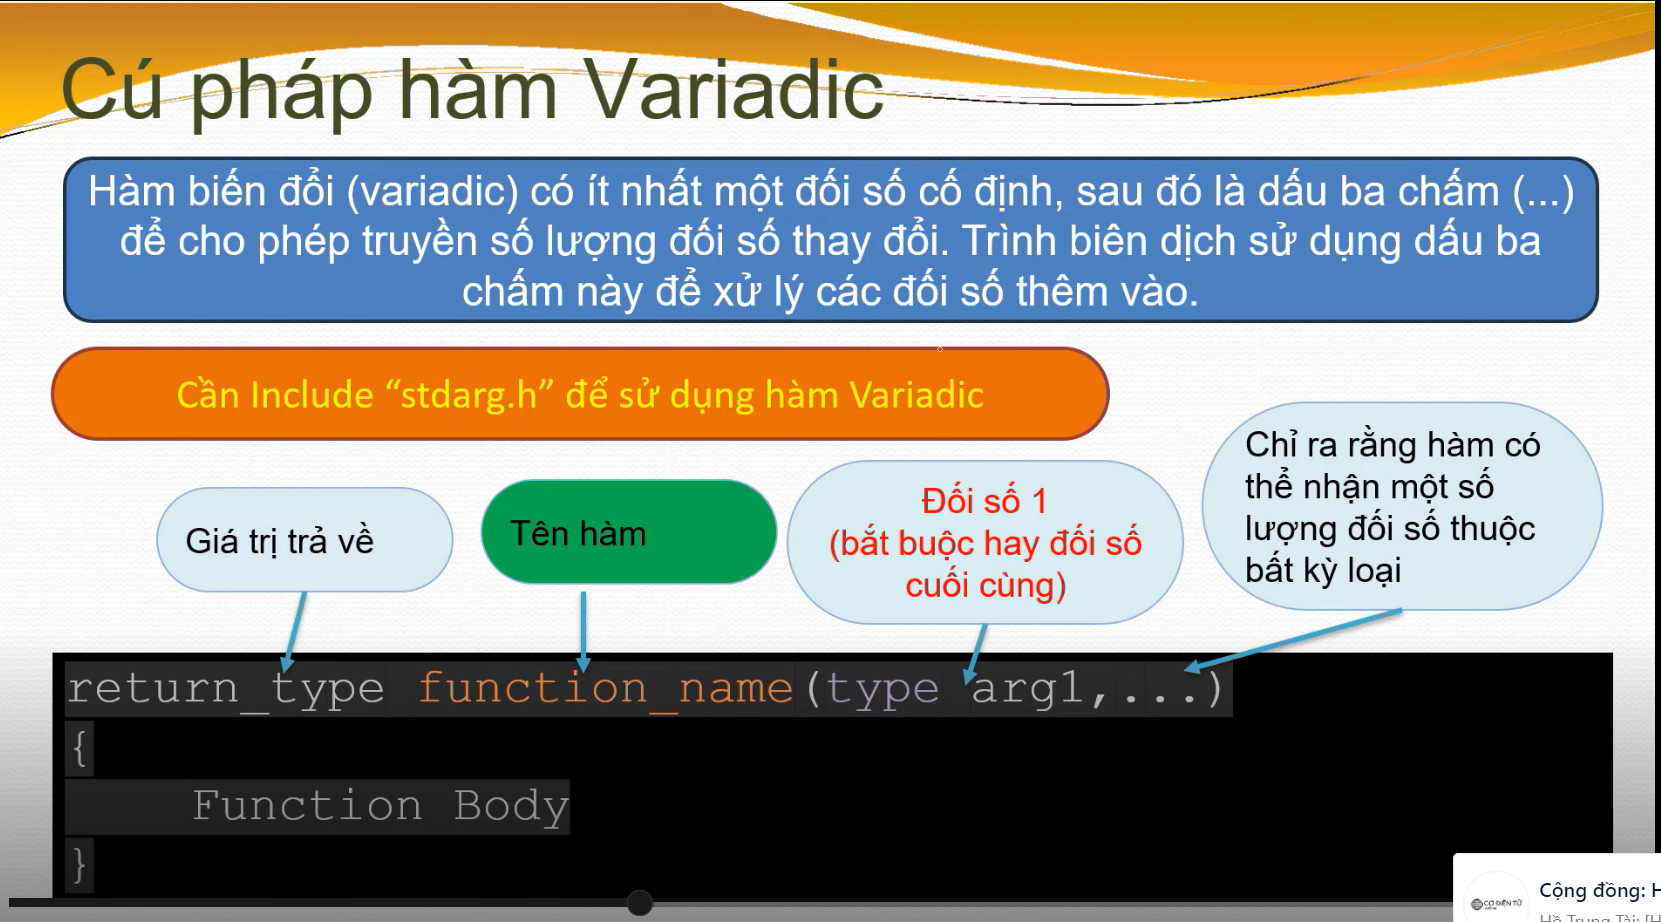 Cú pháp hàm Variadic
Hàm biến đổi (variadic) có ít nhất một đối số cố định, sau đó là dấu ba chấm (...)
để cho phép truyền số lượng đối số thay đổi. Trình biên dịch sử dụng dấu ba
chấm này để xử lý các đối số thêm vào.
Cần Include “stdarg.h” để sử dụng hàm Variadic
Giá trị trả về
Tên hàm
Đối số 1
(bắt buộc hay đối số
cuối cùng)
Chỉ ra rằng hàm có
thể nhận một số
lượng đối số thuộc
bất kỳ loại
return_type function_name(type arg1,...)
{
Function Body
}
Cộng đồng: H
CƠ ĐIỆN TỬ
Hồ Trung Tài: [H